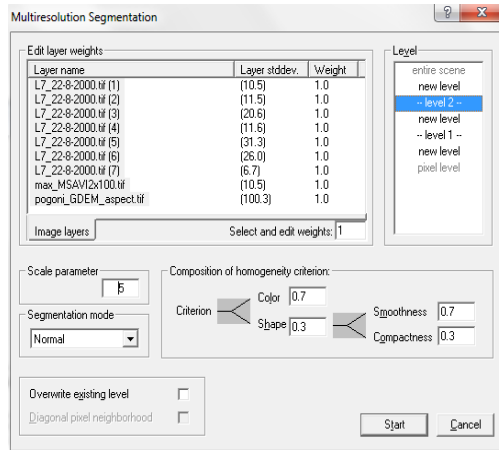 Multiresolution Segmentation
?
X
Edit layer weights
Layer name Layer stddev. Weight
L7_22-8-2000.tif (1) (10.5) 1.0
L7_22-8-2000.tif (2) (11.5) 1.0
L7_22-8-2000.tif (3) (20.6) 1.0
L7_22-8-2000.tif (4) (11.6) 1.0
L7_22-8-2000.tif (5) (31.3) 1.0
L7_22-8-2000.tif (6) (26.0) 1.0
L7_22-8-2000.tif (7) (6.7) 1.0
max_MSAVI2x100.tif (10.5) 1.0
pogoni_GDEM_aspect.tif (100.3) 1.0
Image layers
Select and edit weights: 1
Level
entire scene
new level
-- level 2 --
new level
-- level 1 --
new level
pixel level
Scale parameter
5
Segmentation mode
Normal
Composition of homogeneity criterion:
Criterion
Color 0.7
Shape 0.3
Smoothness 0.7
Compactness 0.3
Overwrite existing level
Diagonal pixel neighborhood
Start
Cancel